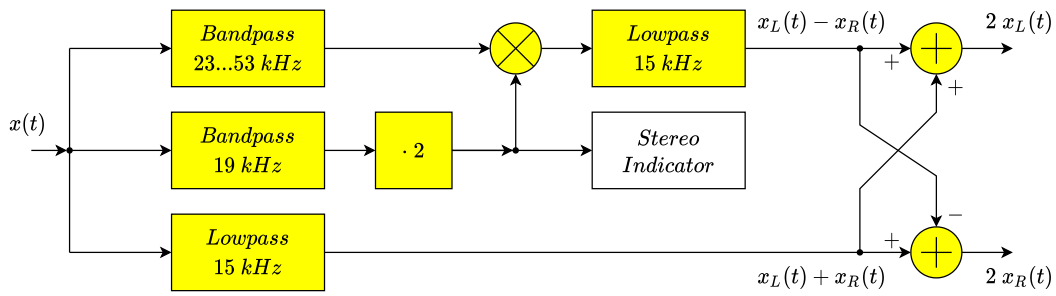 x_L(t) − x_R(t)
2 x_L(t)
Bandpass
23...53 kHz
Lowpass
15 kHz
+
+
x(t)
Bandpass
19 kHz
· 2
Stereo
Indicator
Lowpass
15 kHz
−
+
x_L(t) + x_R(t)
2 x_R(t)